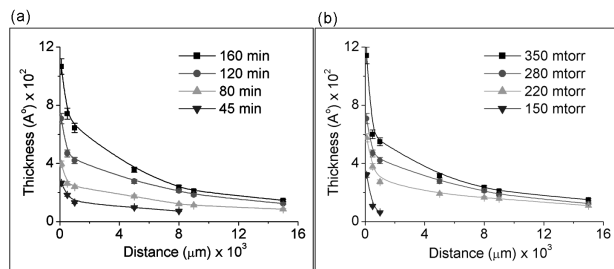 (a)
160 min
120 min
80 min
45 min
Thickness (A°) x 10²
12
8
4
0
0 4 8 12 16
Distance (μm) x 10³
(b)
350 mtorr
280 mtorr
220 mtorr
150 mtorr
Thickness (A°) x 10²
12
8
4
0
0 4 8 12 16
Distance (μm) x 10³